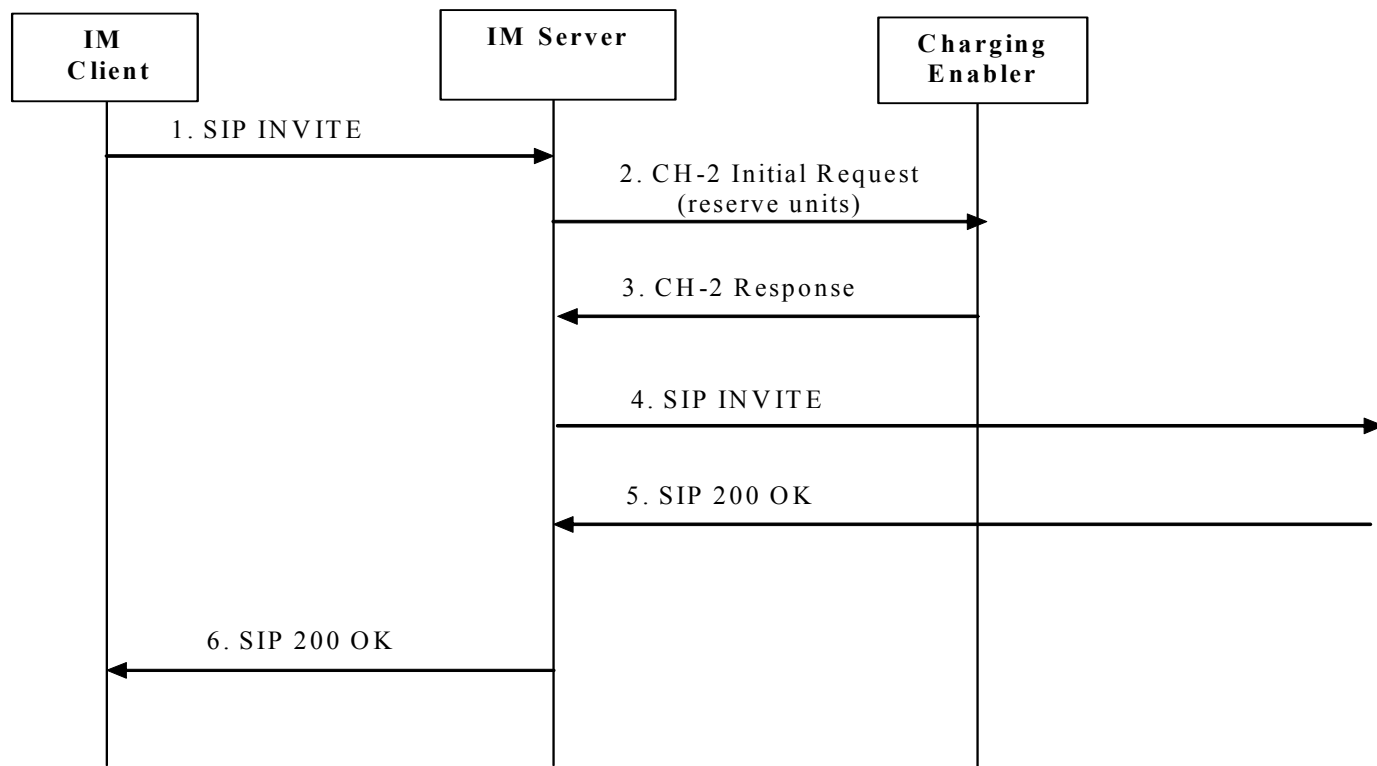 IM
Client
IM Server
Charging
Enabler
1. SIP INVITE
2. CH-2 Initial Request
(reserve units)
3. CH-2 Response
4. SIP INVITE
5. SIP 200 OK
6. SIP 200 OK